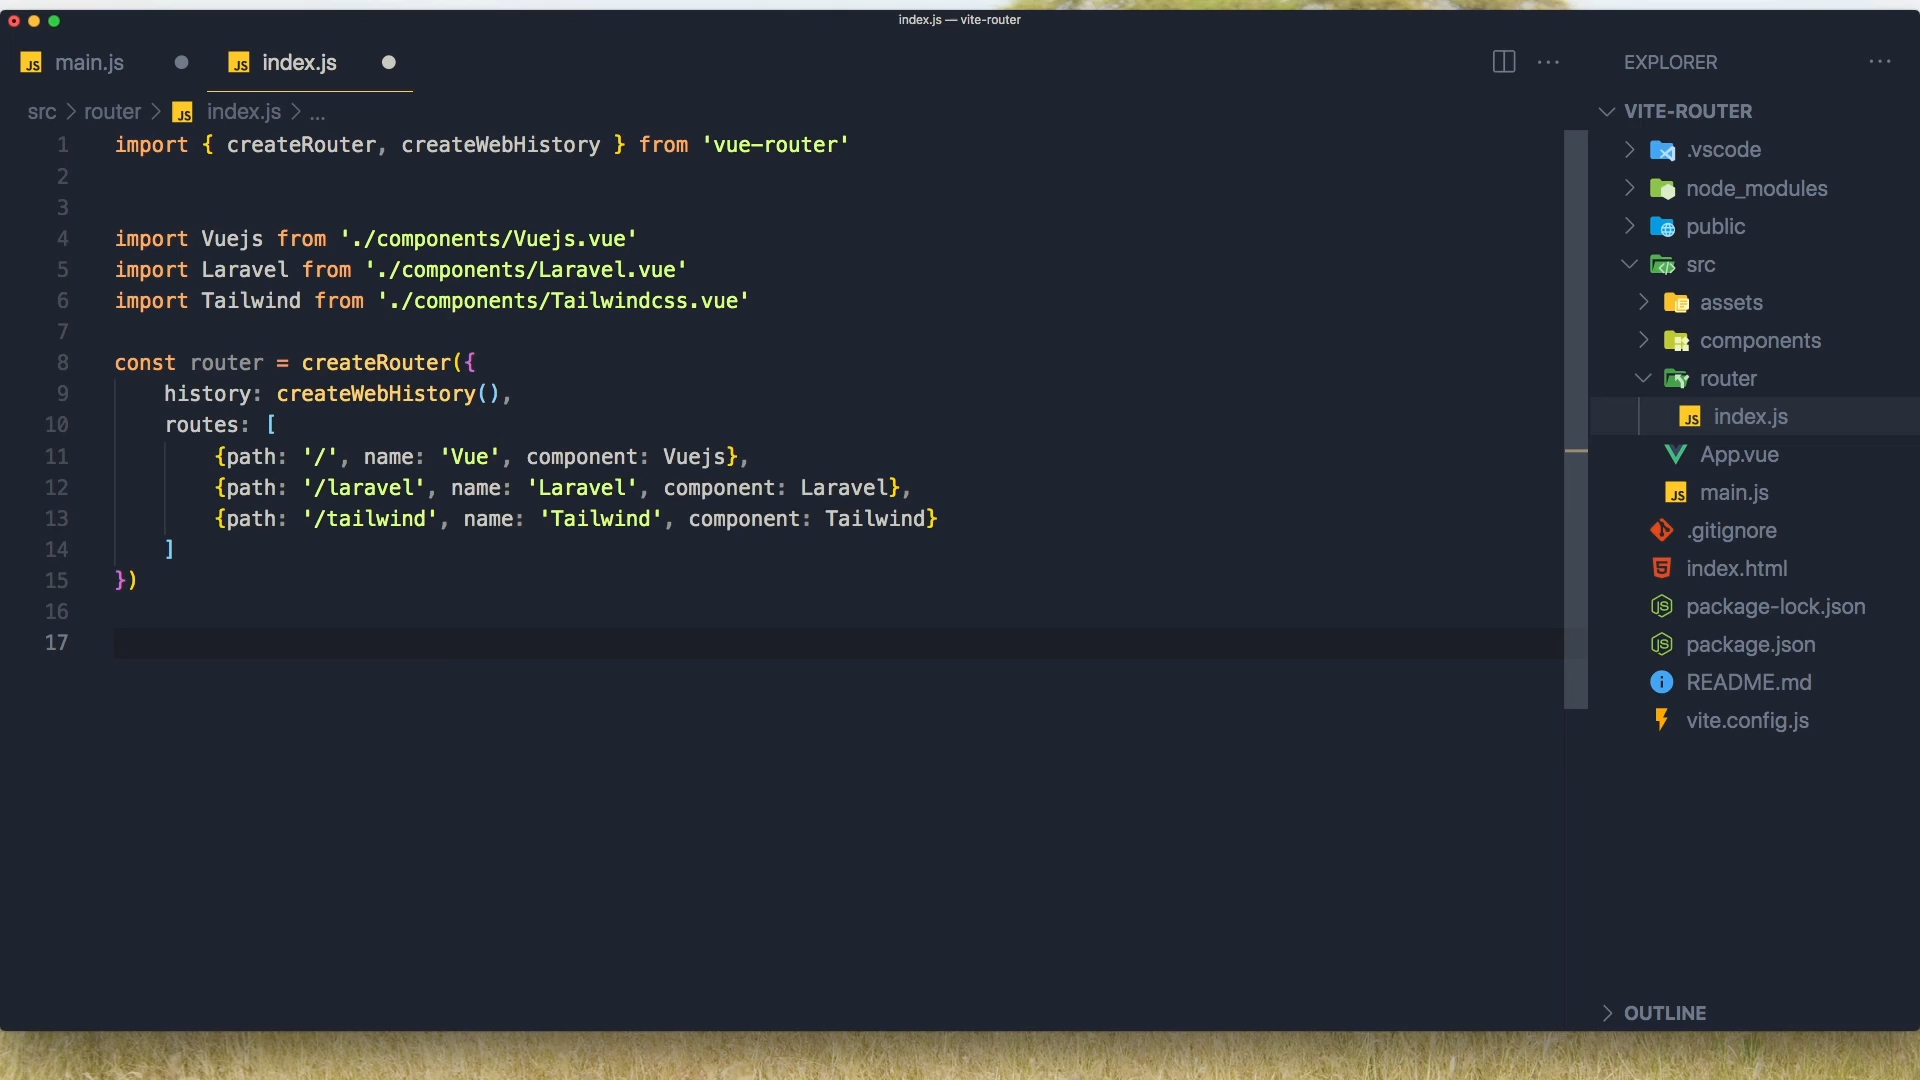 index.js — vite-router
main.js
index.js
EXPLORER
src > router > index.js > ...
1 import { createRouter, createWebHistory } from 'vue-router'
2
3
4 import Vuejs from './components/Vuejs.vue'
5 import Laravel from './components/Laravel.vue'
6 import Tailwind from './components/Tailwindcss.vue'
7
8 const router = createRouter({
9 history: createWebHistory(),
10 routes: [
11 {path: '/', name: 'Vue', component: Vuejs},
12 {path: '/laravel', name: 'Laravel', component: Laravel},
13 {path: '/tailwind', name: 'Tailwind', component: Tailwind}
14 ]
15 })
16
17
VITE-ROUTER
.vscode
node_modules
public
src
assets
components
router
index.js
App.vue
main.js
.gitignore
index.html
package-lock.json
package.json
README.md
vite.config.js
OUTLINE